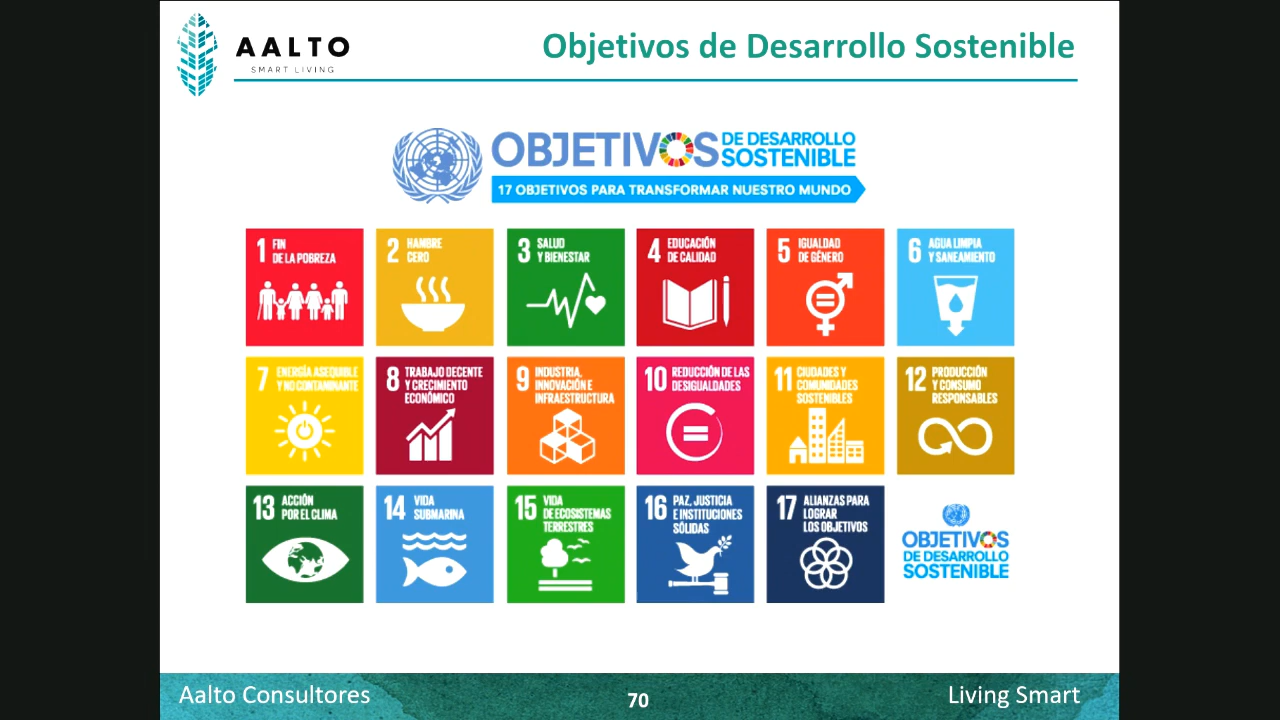 AALTO
SMART LIVING
Objetivos de Desarrollo Sostenible
OBJETIVOS
DE DESARROLLO
SOSTENIBLE
17 OBJETIVOS PARA TRANSFORMAR NUESTRO MUNDO
1 FIN
DE LA POBREZA
2 HAMBRE
CERO
3 SALUD
Y BIENESTAR
4 EDUCACIÓN
DE CALIDAD
5 IGUALDAD
DE GÉNERO
6 AGUA LIMPIA
Y SANEAMIENTO
7 ENERGÍA ASEQUIBLE
Y NO CONTAMINANTE
8 TRABAJO DECENTE
Y CRECIMIENTO
ECONÓMICO
9 INDUSTRIA,
INNOVACIÓN E
INFRAESTRUCTURA
10 REDUCCIÓN DE LAS
DESIGUALDADES
11 CIUDADES Y
COMUNIDADES
SOSTENIBLES
12 PRODUCCIÓN
Y CONSUMO
RESPONSABLES
13 ACCIÓN
POR EL CLIMA
14 VIDA
SUBMARINA
15 VIDA
DE ECOSISTEMAS
TERRESTRES
16 PAZ, JUSTICIA
E INSTITUCIONES
SÓLIDAS
17 ALIANZAS PARA
LOGRAR
LOS OBJETIVOS
OBJETIVOS
DE DESARROLLO
SOSTENIBLE
Aalto Consultores
70
Living Smart